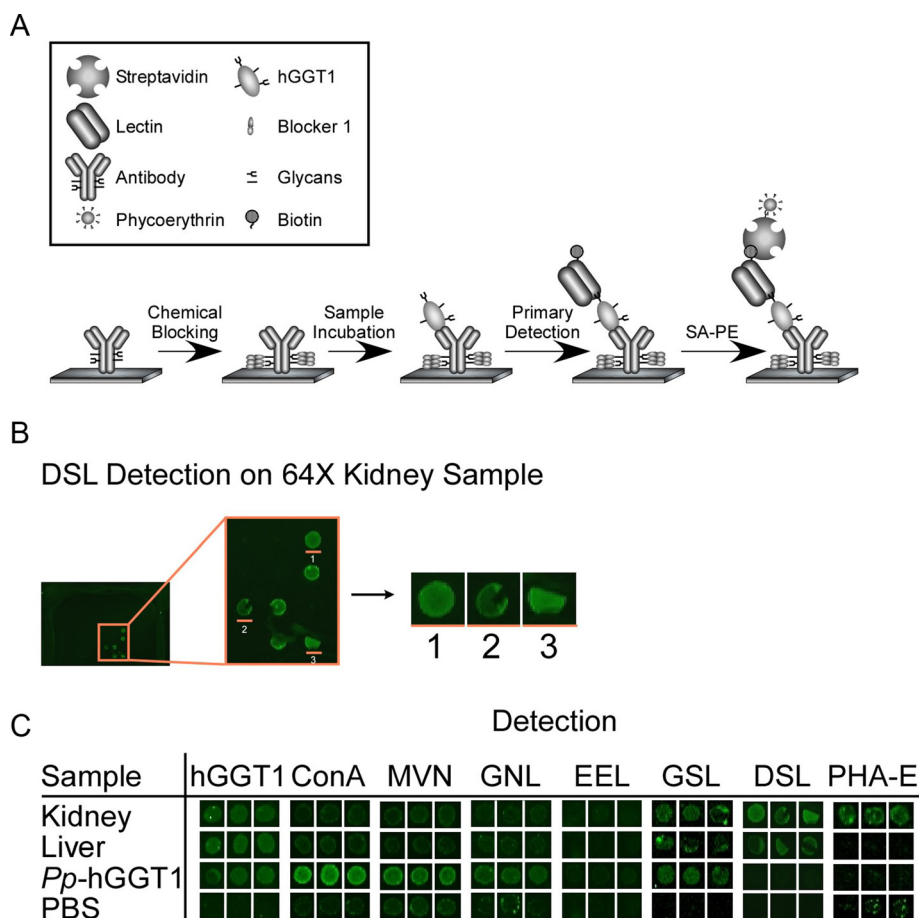 A
Streptavidin hGGT1
Lectin Blocker 1
Antibody Glycans
Phycoerythrin Biotin
Chemical Blocking Sample Incubation Primary Detection SA-PE
B
DSL Detection on 64X Kidney Sample
1
2
3
1 2 3
C
Detection
Sample hGGT1 ConA MVN GNL EEL GSL DSL PHA-E
Kidney
Liver
Pp-hGGT1
PBS